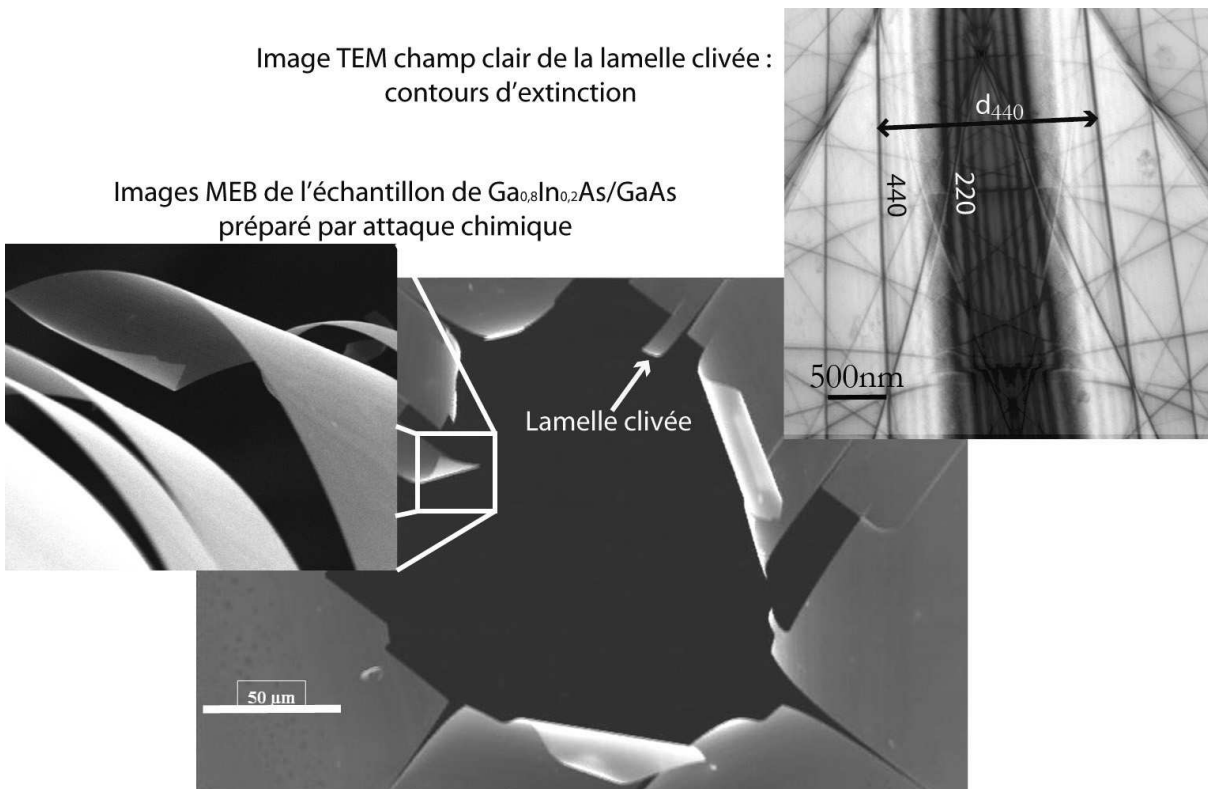 Image TEM champ clair de la lamelle clivée :
contours d'extinction
Images MEB de l'échantillon de Ga0,8In0,2As/GaAs
préparé par attaque chimique
d440
440
220
500nm
Lamelle clivée
50 µm